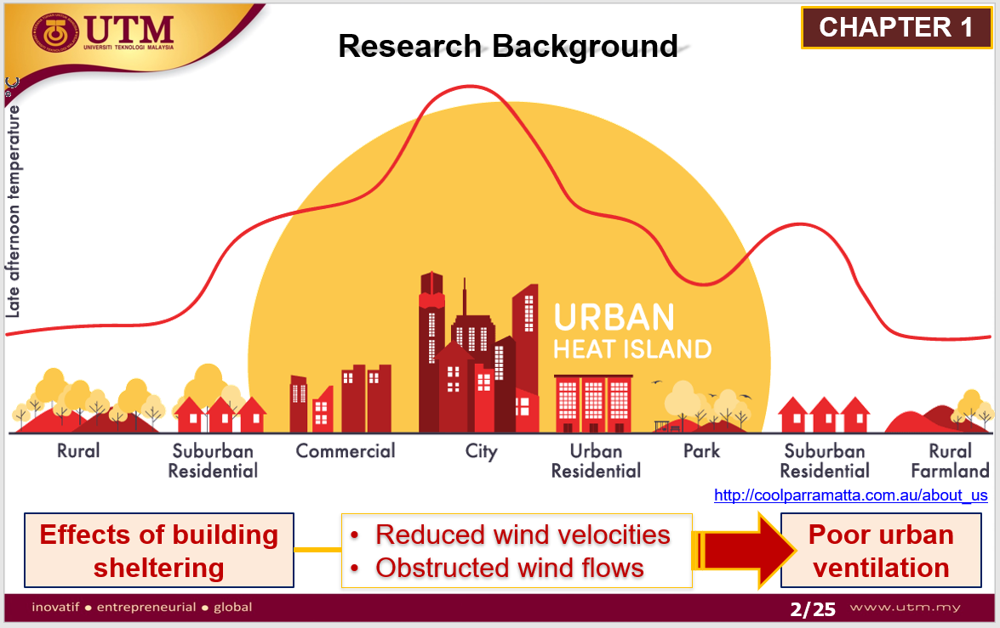 UTM
UNIVERSITI TEKNOLOGI MALAYSIA
Research Background
CHAPTER 1
Late afternoon temperature °C
URBAN
HEAT ISLAND
Rural
Suburban
Residential
Commercial
City
Urban
Residential
Park
Suburban
Residential
Rural
Farmland
http://coolparramatta.com.au/about_us
Effects of building
sheltering
• Reduced wind velocities
• Obstructed wind flows
Poor urban
ventilation
inovatif ● entrepreneurial ● global
2/25
www.utm.my